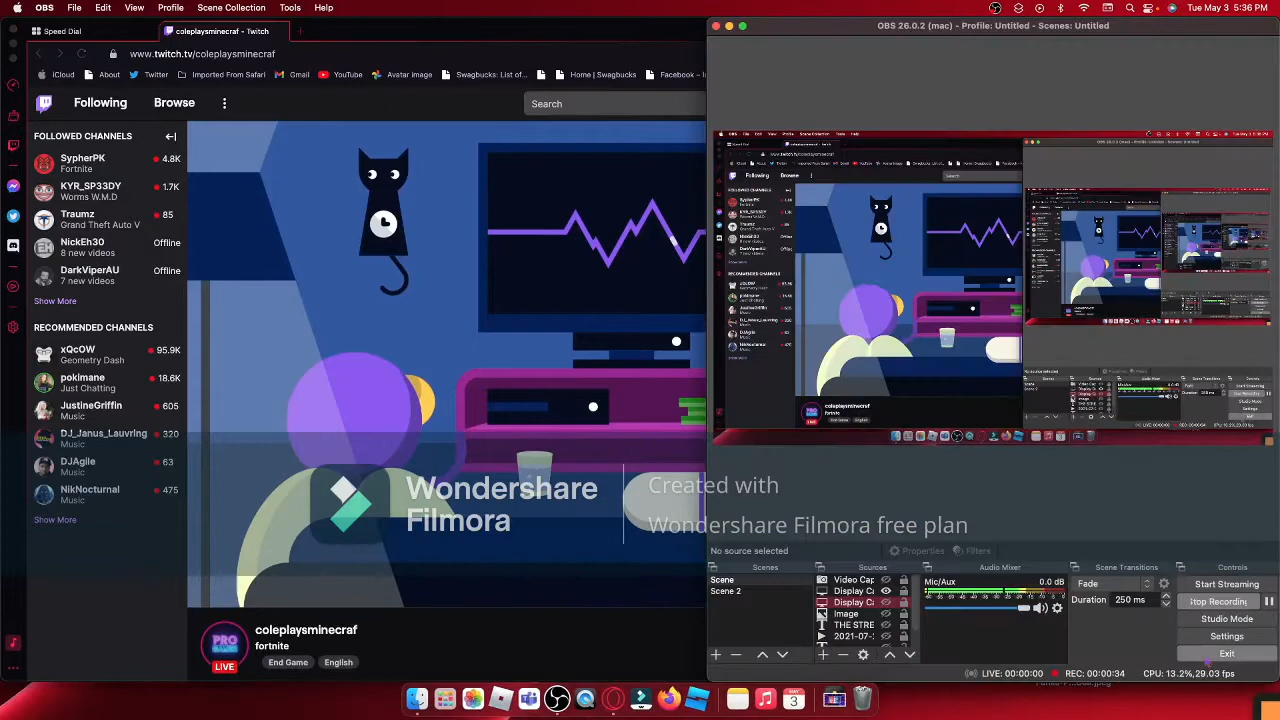 OBS File Edit View Profile Scene Collection Tools Help
Tue May 3 5:36 PM
Speed Dial
coleplaysminecraf - Twitch
www.twitch.tv/coleplaysminecraf
iCloud About Twitter Imported From Safari Gmail YouTube Avatar image Swagbucks: List of... Home | Swagbucks Facebook – l
Following Browse Search
FOLLOWED CHANNELS
SypherPK 4.8K
Fortnite
KYR_SP33DY 1.7K
Worms W.M.D
Traumz 85
Grand Theft Auto V
NickEh30 Offline
8 new videos
DarkViperAU Offline
7 new videos
Show More
RECOMMENDED CHANNELS
xQcOW 95.9K
Geometry Dash
pokimane 18.6K
Just Chatting
JustineGriffin 605
Music
DJ_Janus_Lauvring 320
Music
DJAgile 63
Music
NikNocturnal 475
Music
Show More
Wondershare
Filmora
Created with
Wondershare Filmora free plan
PRO
LIVE
coleplaysminecraf
fortnite
End Game English
OBS 26.0.2 (mac) - Profile: Untitled - Scenes: Untitled
No source selected Properties Filters
Scenes Sources Audio Mixer Scene Transitions Controls
Scene
Scene 2
Video Cap
Display Ca
Display Ca
Image
THE STRE
2021-07-
Mic/Aux 0.0 dB
Fade
Duration 250 ms
Start Streaming
Stop Recording
Studio Mode
Settings
Exit
LIVE: 00:00:00 REC: 00:00:34 CPU: 13.2%,29.03 fps